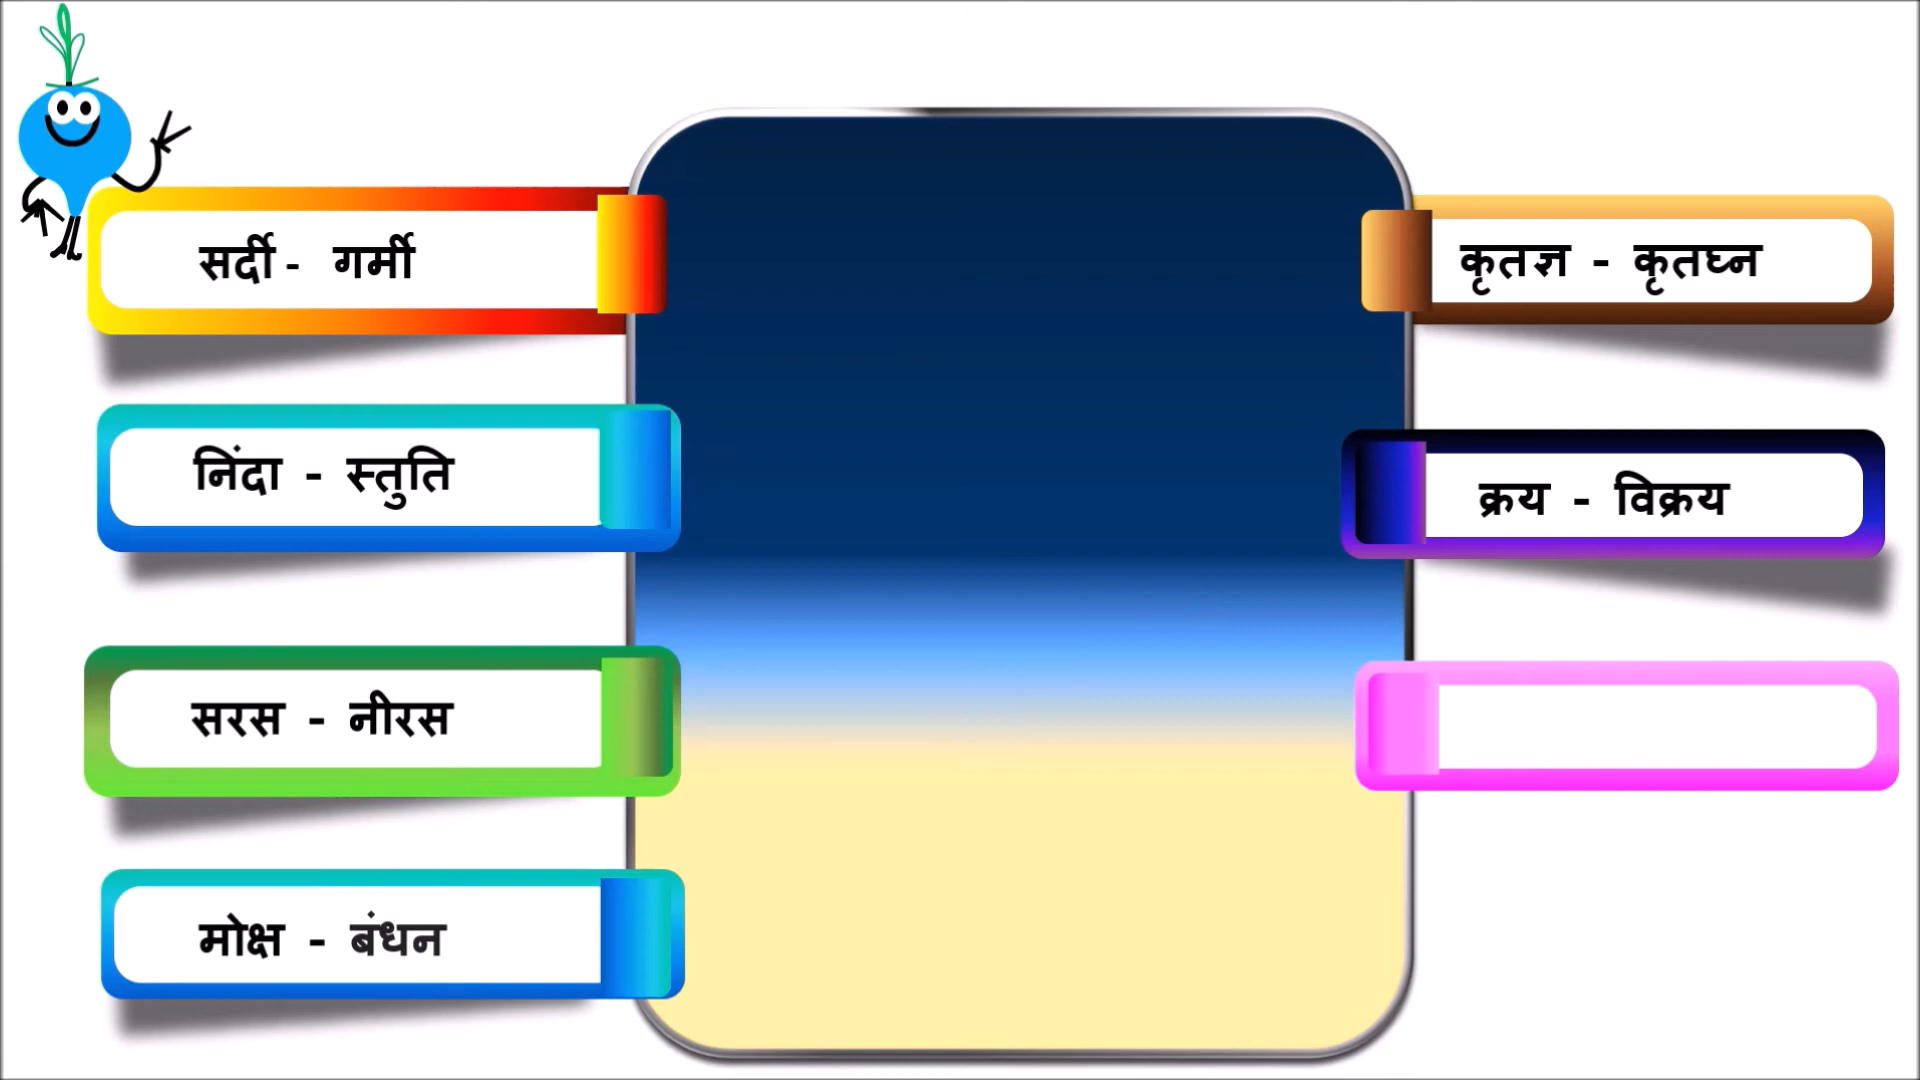 सर्दी - गर्मी
निंदा - स्तुति
सरस - नीरस
मोक्ष - बंधन
कृतज्ञ - कृतघ्न
क्रय - विक्रय